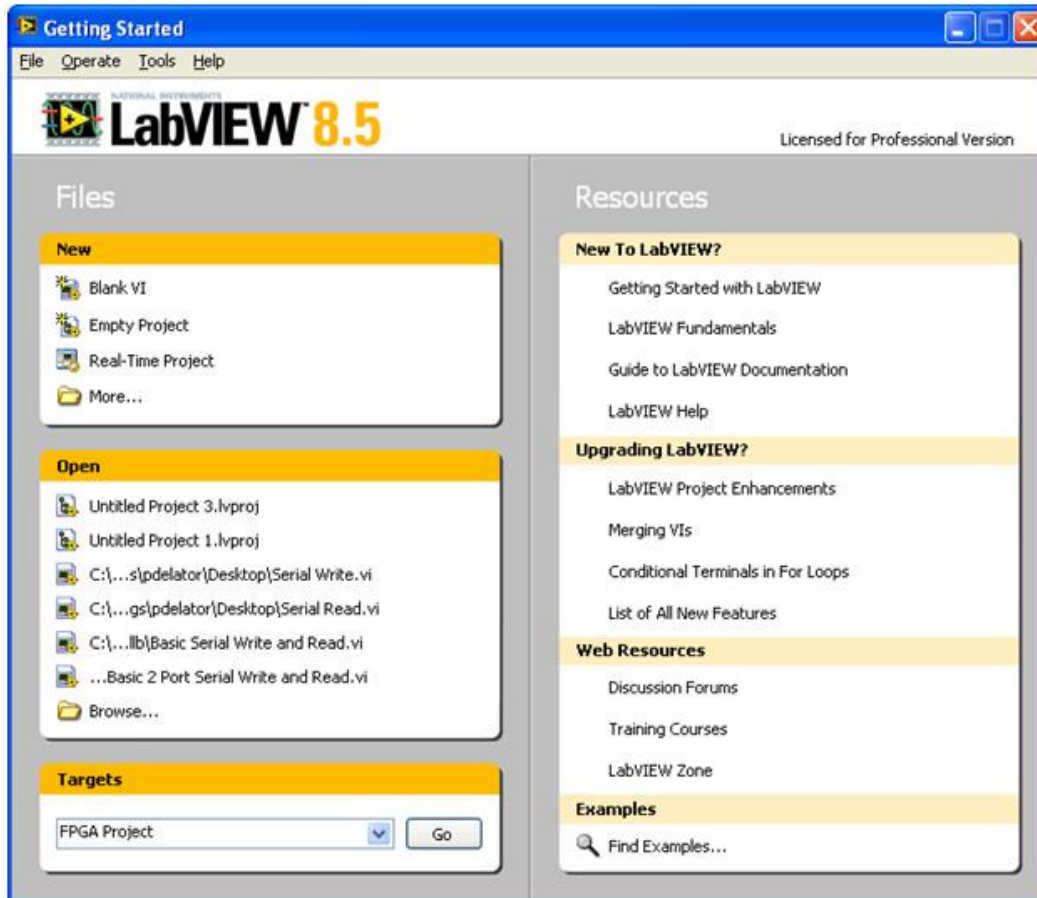 Getting Started
File Operate Tools Help
NATIONAL INSTRUMENTS
LabVIEW™ 8.5
Licensed for Professional Version
Files
New
Blank VI
Empty Project
Real-Time Project
More...
Open
Untitled Project 3.lvproj
Untitled Project 1.lvproj
C:\...s\pdelator\Desktop\Serial Write.vi
C:\...gs\pdelator\Desktop\Serial Read.vi
C:\...llb\Basic Serial Write and Read.vi
...Basic 2 Port Serial Write and Read.vi
Browse...
Targets
FPGA Project
Go
Resources
New To LabVIEW?
Getting Started with LabVIEW
LabVIEW Fundamentals
Guide to LabVIEW Documentation
LabVIEW Help
Upgrading LabVIEW?
LabVIEW Project Enhancements
Merging VIs
Conditional Terminals in For Loops
List of All New Features
Web Resources
Discussion Forums
Training Courses
LabVIEW Zone
Examples
Find Examples...